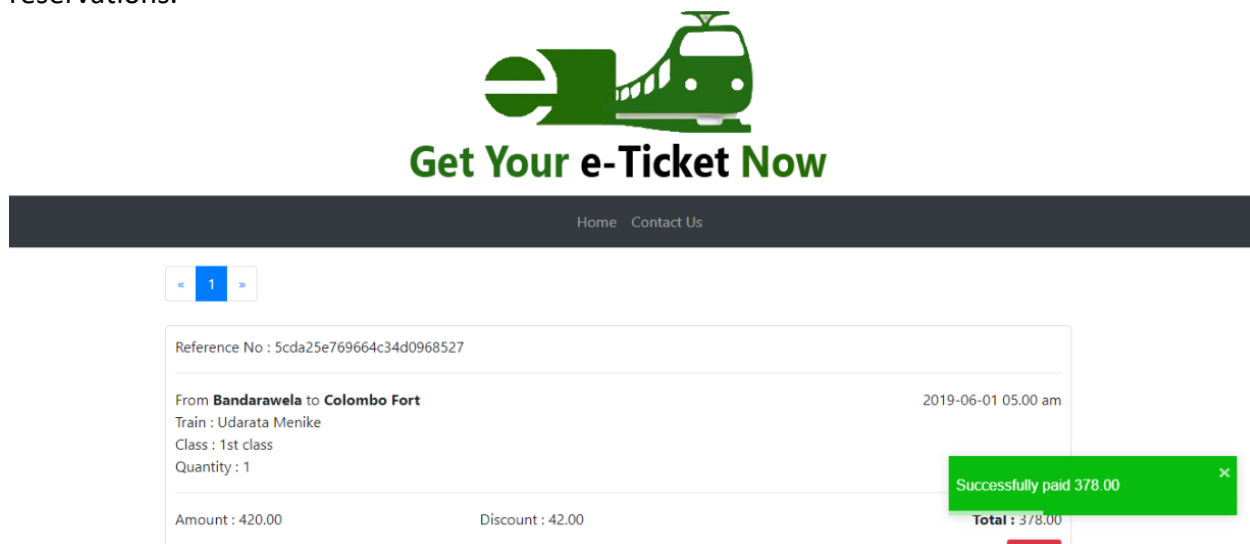 reservations.
e
Get Your e-Ticket Now
Home Contact Us
« 1 »
Reference No : 5cda25e769664c34d0968527
From Bandarawela to Colombo Fort 2019-06-01 05.00 am
Train : Udarata Menike
Class : 1st class
Quantity : 1
Successfully paid 378.00 ×
Amount : 420.00 Discount : 42.00 Total : 378.00